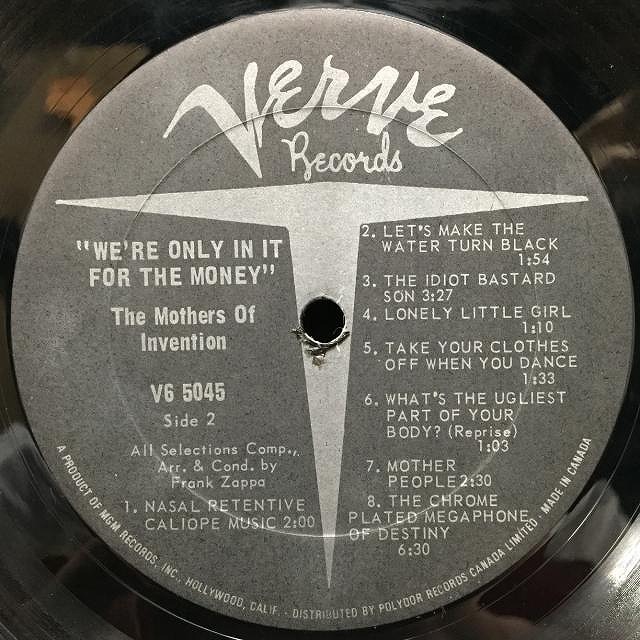 Verve
Records
"WE'RE ONLY IN IT
FOR THE MONEY"
The Mothers Of
Invention
V6 5045
Side 2
All Selections Comp.,
Arr. & Cond. by
Frank Zappa
1. NASAL RETENTIVE
CALIOPE MUSIC 2:00
2. LET'S MAKE THE
WATER TURN BLACK
1:54
3. THE IDIOT BASTARD
SON 3:27
4. LONELY LITTLE GIRL
1:10
5. TAKE YOUR CLOTHES
OFF WHEN YOU DANCE
1:33
6. WHAT'S THE UGLIEST
PART OF YOUR
BODY? (Reprise)
1:03
7. MOTHER
PEOPLE 2:30
8. THE CHROME
PLATED MEGAPHONE
OF DESTINY
6:30
A PRODUCT OF MGM RECORDS, INC. HOLLYWOOD, CALIF. - DISTRIBUTED BY POLYDOR RECORDS CANADA LIMITED - MADE IN CANADA